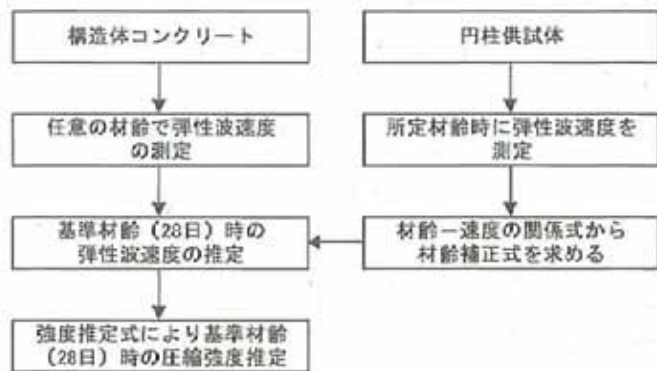 構造体コンクリート
円柱供試体
任意の材齢で弾性波速度
の測定
所定材齢時に弾性波速度を
測定
基準材齢(28日)時の
弾性波速度の推定
材齢－速度の関係式から
材齢補正式を求める
強度推定式により基準材齢
(28日)時の圧縮強度推定